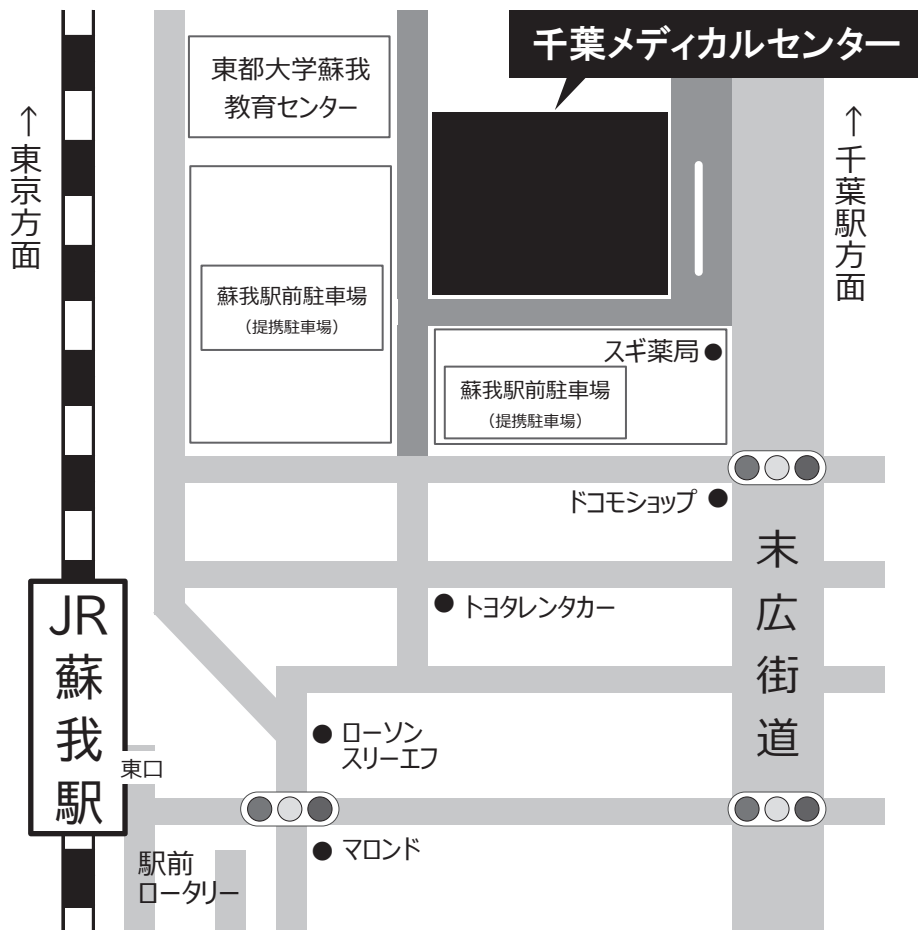 千葉メディカルセンター
東都大学蘇我
教育センター
↑東京方面
↑千葉駅方面
蘇我駅前駐車場
（提携駐車場）
スギ薬局
蘇我駅前駐車場
（提携駐車場）
ドコモショップ
末広街道
トヨタレンタカー
JR蘇我駅
ローソン
スリーエフ
東口
マロンド
駅前
ロータリー